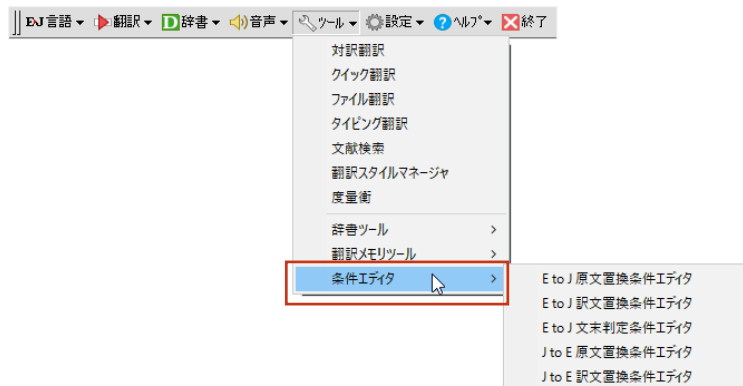 EJ 言語 翻訳 D 辞書 音声 ツール 設定 ? ヘルプ 終了
対訳翻訳
クイック翻訳
ファイル翻訳
タイピング翻訳
文献検索
翻訳スタイルマネージャ
度量衡
辞書ツール >
翻訳メモリツール >
条件エディタ >
E to J 原文置換条件エディタ
E to J 訳文置換条件エディタ
E to J 文末判定条件エディタ
J to E 原文置換条件エディタ
J to E 訳文置換条件エディタ